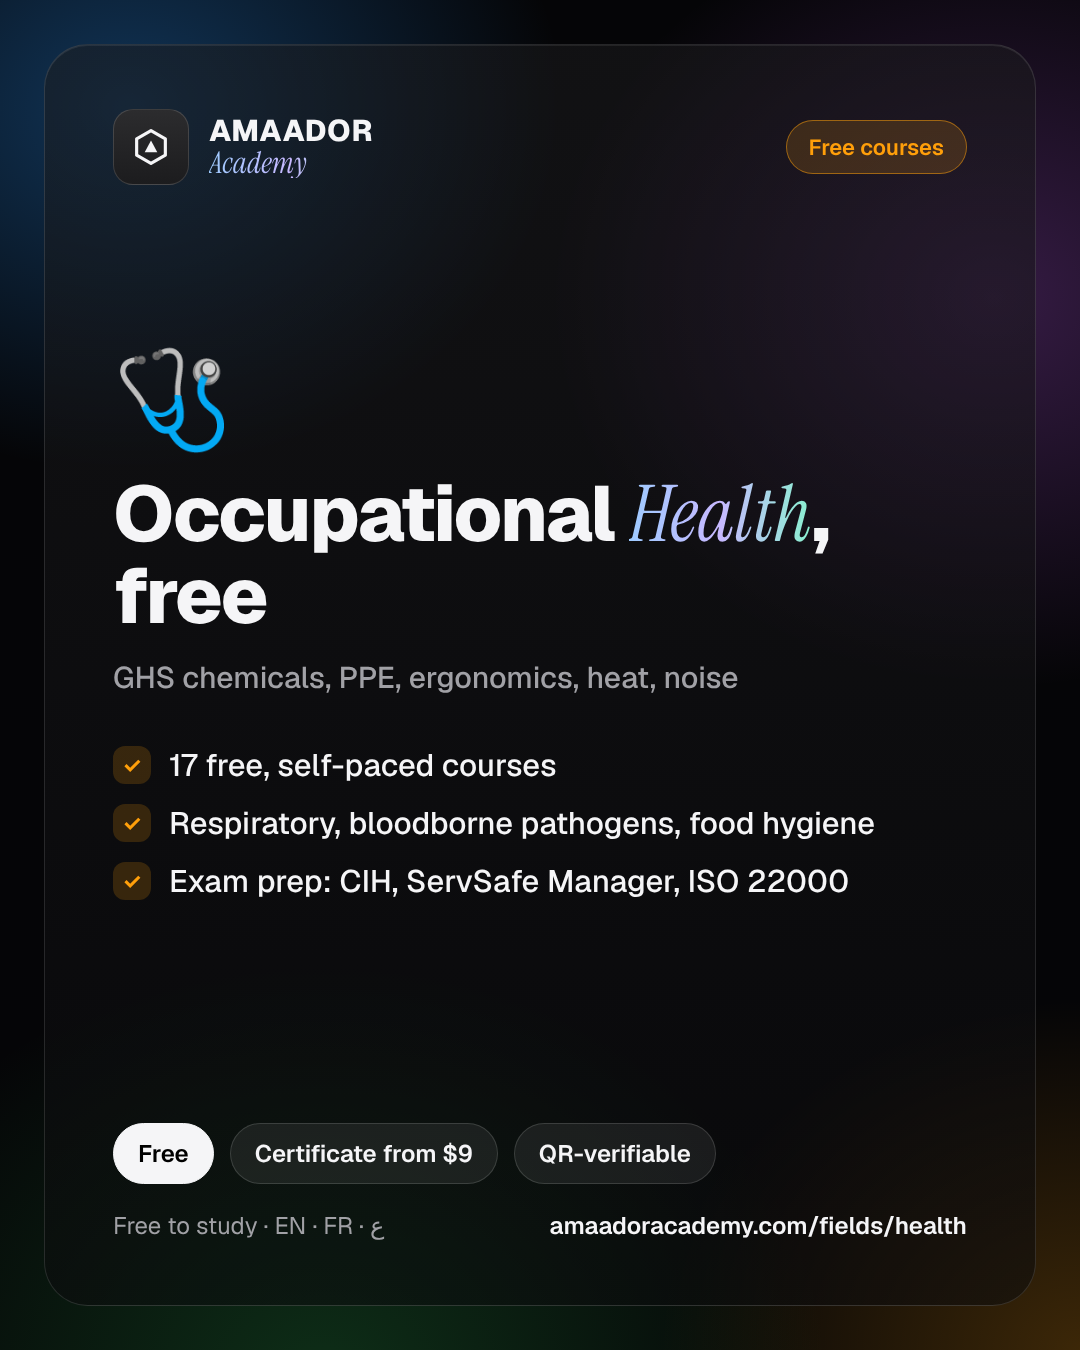 AMAADOR
Academy
Free courses
Occupational Health,
free
GHS chemicals, PPE, ergonomics, heat, noise
17 free, self-paced courses
Respiratory, bloodborne pathogens, food hygiene
Exam prep: CIH, ServSafe Manager, ISO 22000
Free
Certificate from $9
QR-verifiable
Free to study · EN · FR · ع
amaadoracademy.com/fields/health